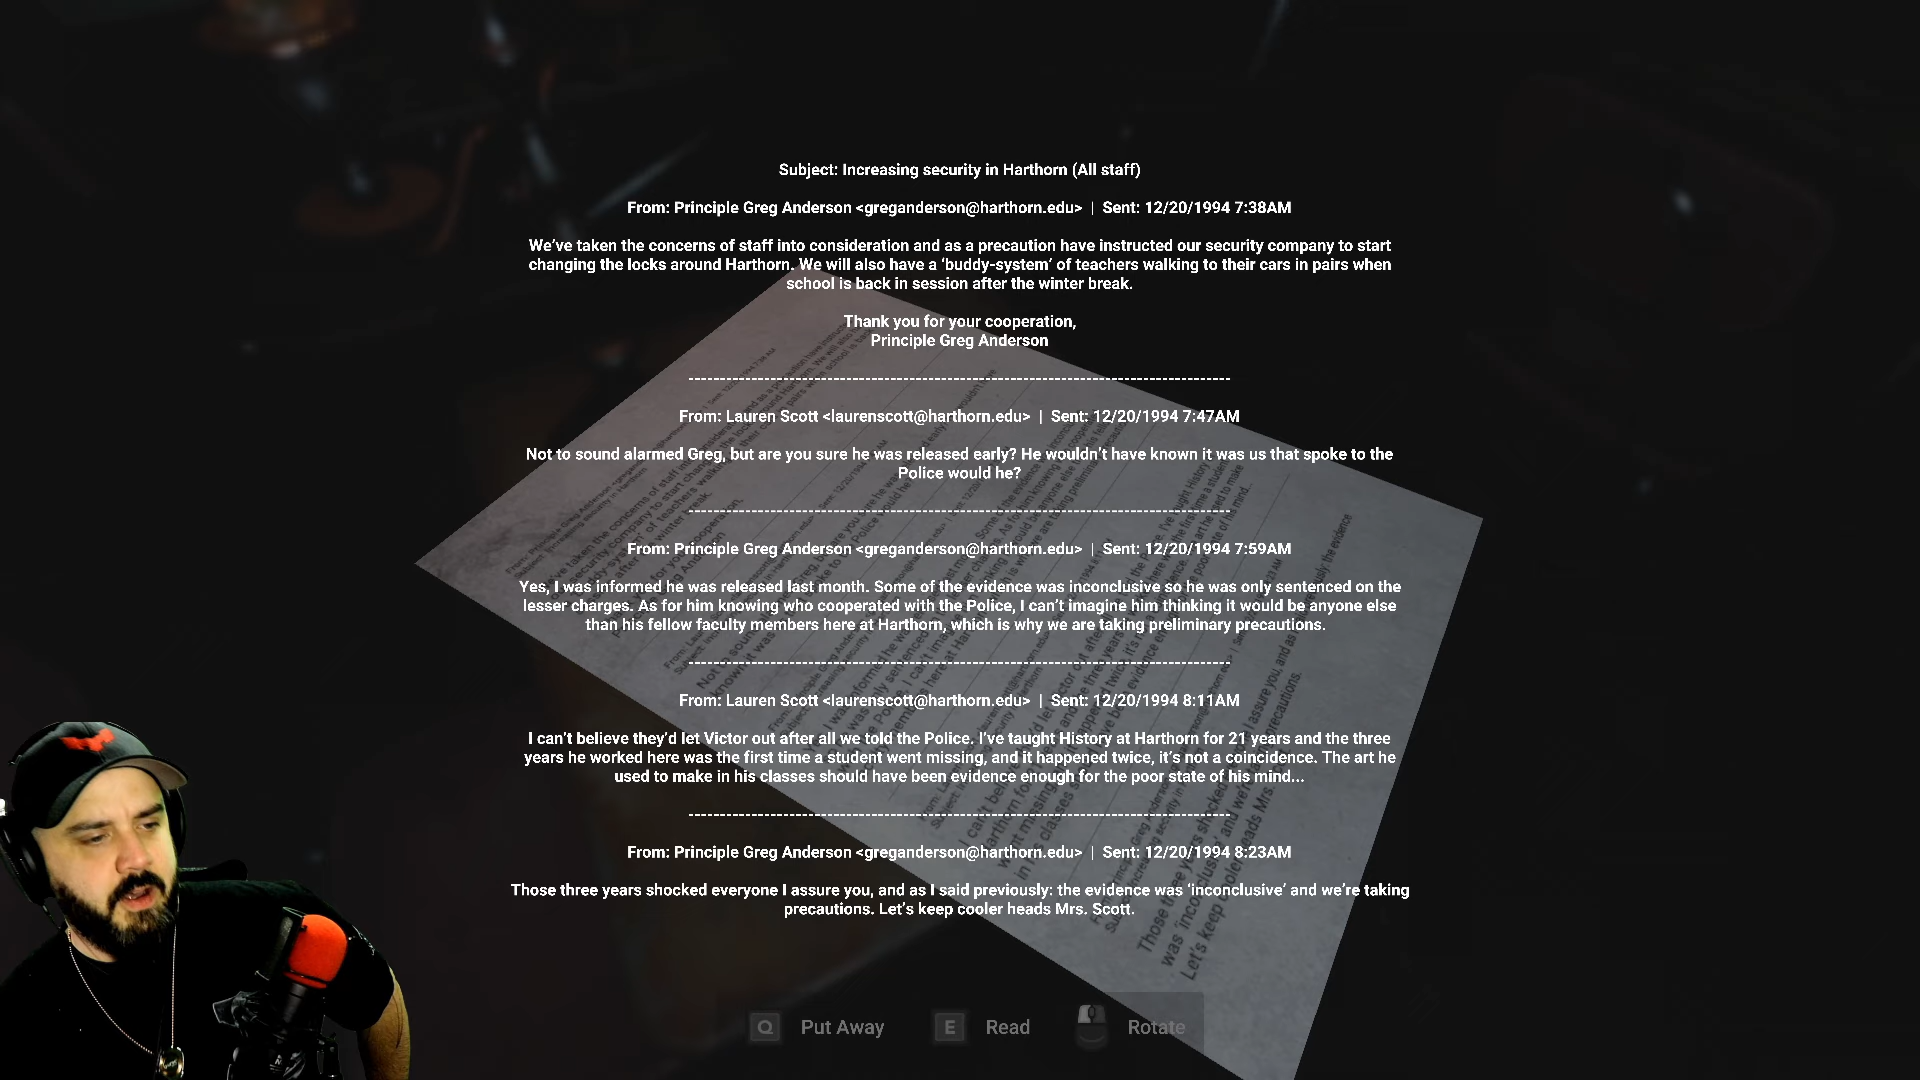 Subject: Increasing security in Harthorn (All staff)
From: Principle Greg Anderson <greganderson@harthorn.edu> | Sent: 12/20/1994 7:38AM
We've taken the concerns of staff into consideration and as a precaution have instructed our security company to start
changing the locks around Harthorn. We will also have a ‘buddy-system’ of teachers walking to their cars in pairs when
school is back in session after the winter break.
Thank you for your cooperation,
Principle Greg Anderson
--------------------------------------------------------------------------------------
From: Lauren Scott <laurenscott@harthorn.edu> | Sent: 12/20/1994 7:47AM
Not to sound alarmed Greg, but are you sure he was released early? He wouldn't have known it was us that spoke to the
Police would he?
--------------------------------------------------------------------------------------
From: Principle Greg Anderson <greganderson@harthorn.edu> | Sent: 12/20/1994 7:59AM
Yes, I was informed he was released last month. Some of the evidence was inconclusive so he was only sentenced on the
lesser charges. As for him knowing who cooperated with the Police, I can't imagine him thinking it would be anyone else
than his fellow faculty members here at Harthorn, which is why we are taking preliminary precautions.
--------------------------------------------------------------------------------------
From: Lauren Scott <laurenscott@harthorn.edu> | Sent: 12/20/1994 8:11AM
I can't believe they'd let Victor out after all we told the Police. I've taught History at Harthorn for 21 years and the three
years he worked here was the first time a student went missing, and it happened twice, it's not a coincidence. The art he
used to make in his classes should have been evidence enough for the poor state of his mind...
--------------------------------------------------------------------------------------
From: Principle Greg Anderson <greganderson@harthorn.edu> | Sent: 12/20/1994 8:23AM
Those three years shocked everyone I assure you, and as I said previously: the evidence was ‘inconclusive’ and we're taking
precautions. Let's keep cooler heads Mrs. Scott.
Q Put Away E Read Rotate